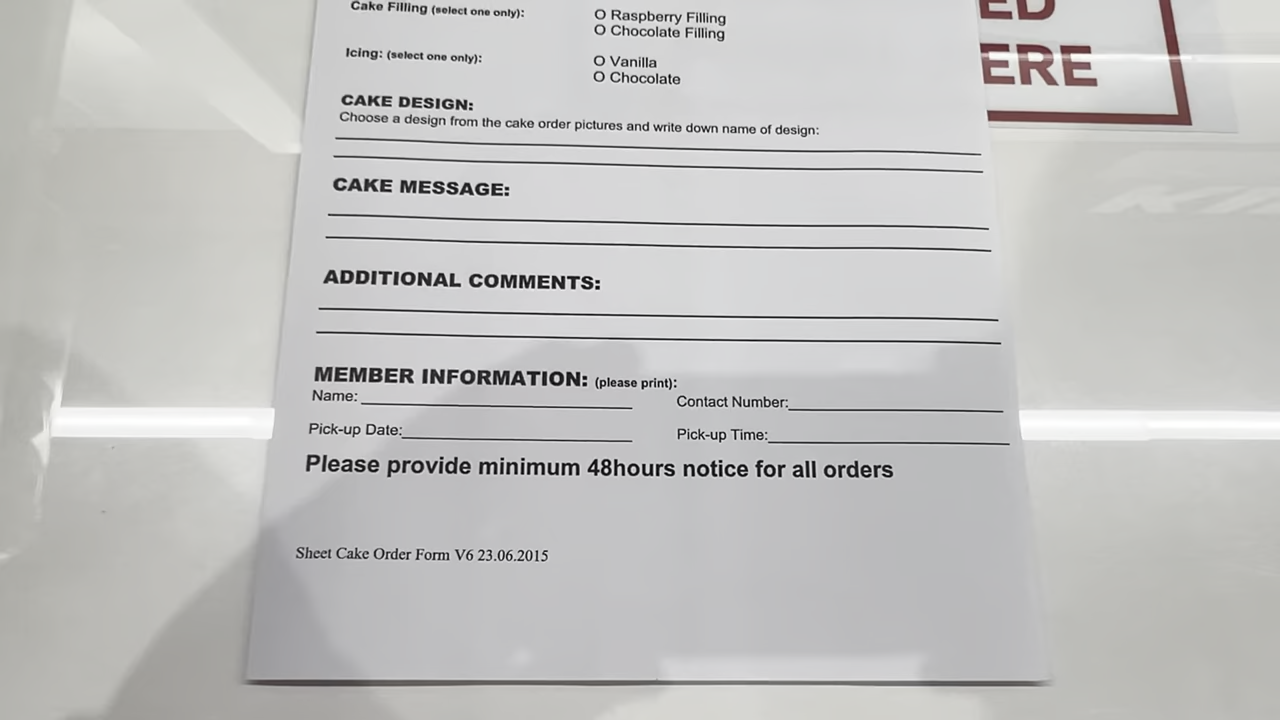 Cake Filling (select one only):
O Raspberry Filling
O Chocolate Filling
Icing: (select one only):
O Vanilla
O Chocolate
CAKE DESIGN:
Choose a design from the cake order pictures and write down name of design:
CAKE MESSAGE:
ADDITIONAL COMMENTS:
MEMBER INFORMATION: (please print):
Name: Contact Number:
Pick-up Date: Pick-up Time:
Please provide minimum 48hours notice for all orders
Sheet Cake Order Form V6 23.06.2015
ED
ERE